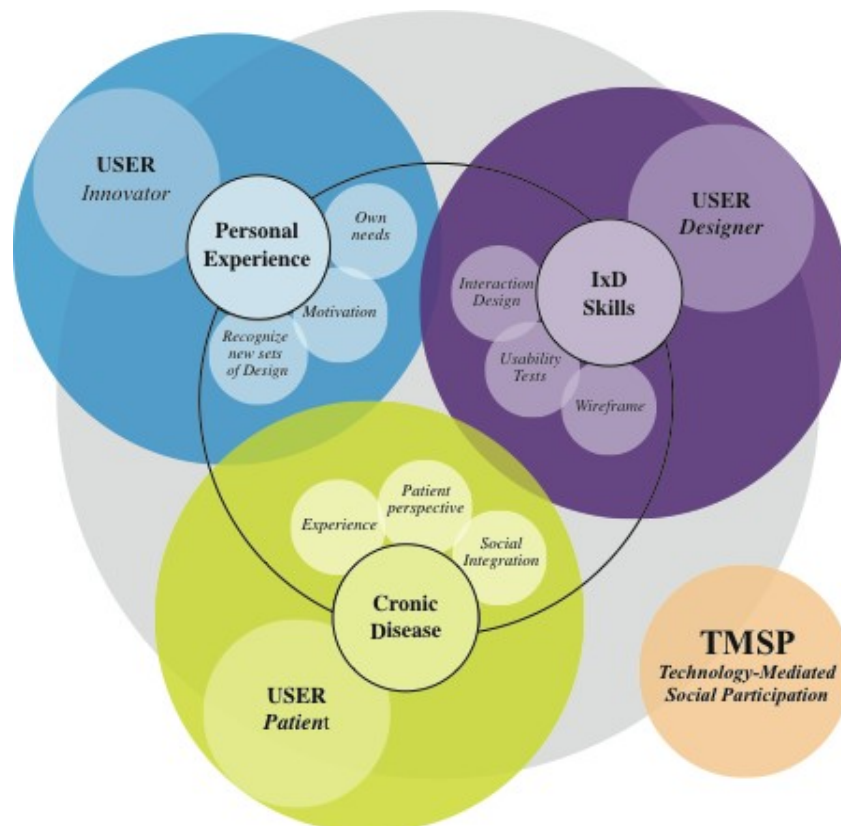 USER
Innovator
Personal
Experience
Own
needs
Motivation
Recognize
new sets
of Design
USER
Designer
IxD
Skills
Interaction
Design
Usability
Tests
Wireframe
Patient
perspective
Experience
Social
Integration
Cronic
Disease
USER
Patient
TMSP
Technology-Mediated
Social Participation